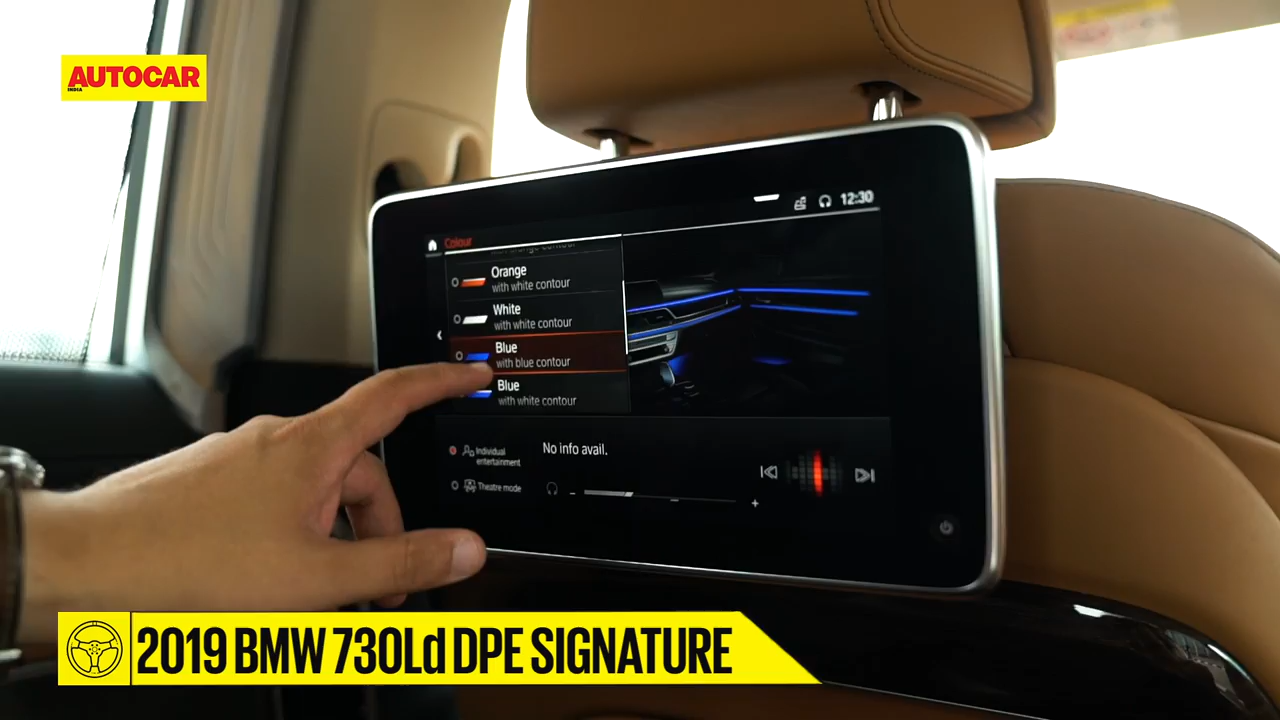 AUTOCAR
INDIA
12:30
Colour
Orange
with white contour
White
with white contour
Blue
with blue contour
Blue
with white contour
Individual
entertainment
Theatre mode
No info avail.
- +
2019 BMW 730Ld DPE SIGNATURE